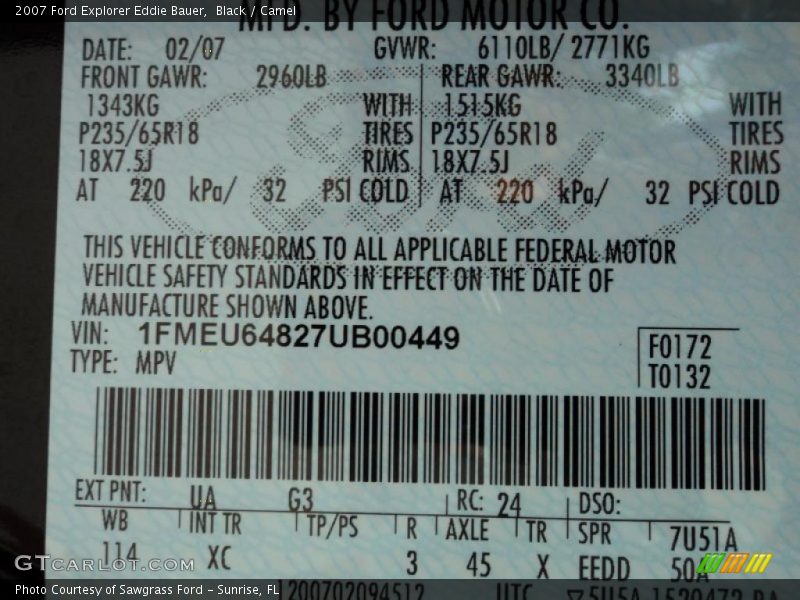 2007 Ford Explorer Eddie Bauer, Black / Camel
MFD. BY FORD MOTOR CO.
DATE: 02/07 GVWR: 6110LB/ 2771KG
FRONT GAWR: 2960LB REAR GAWR: 3340LB
1343KG WITH 1515KG WITH
P235/65R18 TIRES P235/65R18 TIRES
18X7.5J RIMS 18X7.5J RIMS
AT 220 kPa/ 32 PSI COLD AT 220 kPa/ 32 PSI COLD
Ford
THIS VEHICLE CONFORMS TO ALL APPLICABLE FEDERAL MOTOR
VEHICLE SAFETY STANDARDS IN EFFECT ON THE DATE OF
MANUFACTURE SHOWN ABOVE.
VIN: 1FMEU64827UB00449
TYPE: MPV
F0172
T0132
EXT PNT: UA G3 RC: 24 DSO:
WB INT TR TP/PS R AXLE TR SPR 7U51A
114 XC 3 45 X EEDD 50A
GTCARLOT.COM
Photo Courtesy of Sawgrass Ford – Sunrise, FL
200702094512 UTC